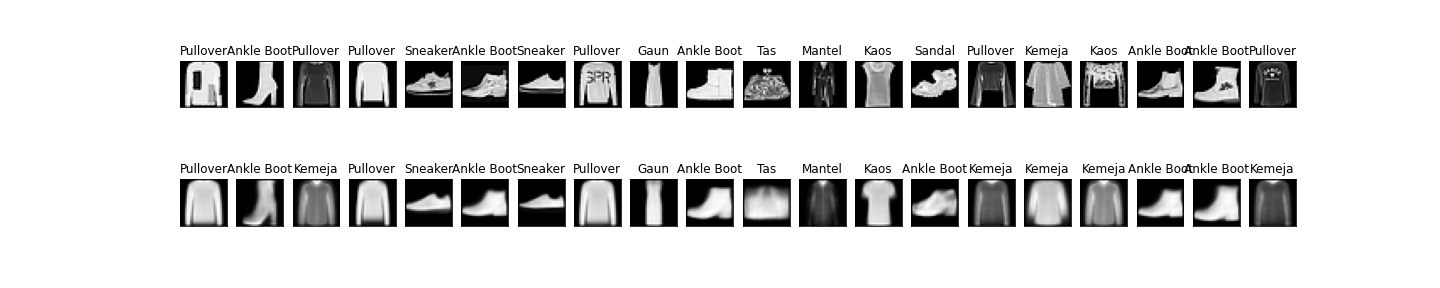 Pullover Ankle Boot Pullover Pullover Sneaker Ankle Boot Sneaker Pullover Gaun Ankle Boot Tas Mantel Kaos Sandal Pullover Kemeja Kaos Ankle Boot Ankle Boot Pullover
SPR
Pullover Ankle Boot Kemeja Pullover Sneaker Ankle Boot Sneaker Pullover Gaun Ankle Boot Tas Mantel Kaos Ankle Boot Kemeja Kemeja Kemeja Ankle Boot Ankle Boot Kemeja